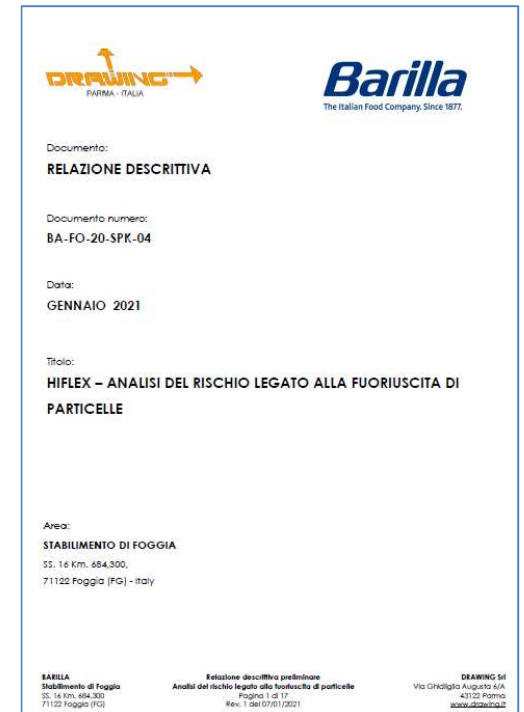 DRAWING
PARMA - ITALIA
Barilla
The Italian Food Company. Since 1877.
Documento:
RELAZIONE DESCRITTIVA
Documento numero:
BA-FO-20-SPK-04
Data:
GENNAIO 2021
Titolo:
HIFLEX – ANALISI DEL RISCHIO LEGATO ALLA FUORIUSCITA DI
PARTICELLE
Area:
STABILIMENTO DI FOGGIA
SS. 16 Km. 684,300,
71122 Foggia (FG) - Italy
BARILLA
Stabilimento di Foggia
SS. 16 Km. 684,300
71122 Foggia (FG)
Relazione descrittiva preliminare
Analisi del rischio legato alla fuoriuscita di particelle
Pagina 1 di 17
Rev. 1 del 07/01/2021
DRAWING Srl
Via Ghidiglia Augusta 6/A
43122 Parma
www.drawing.it